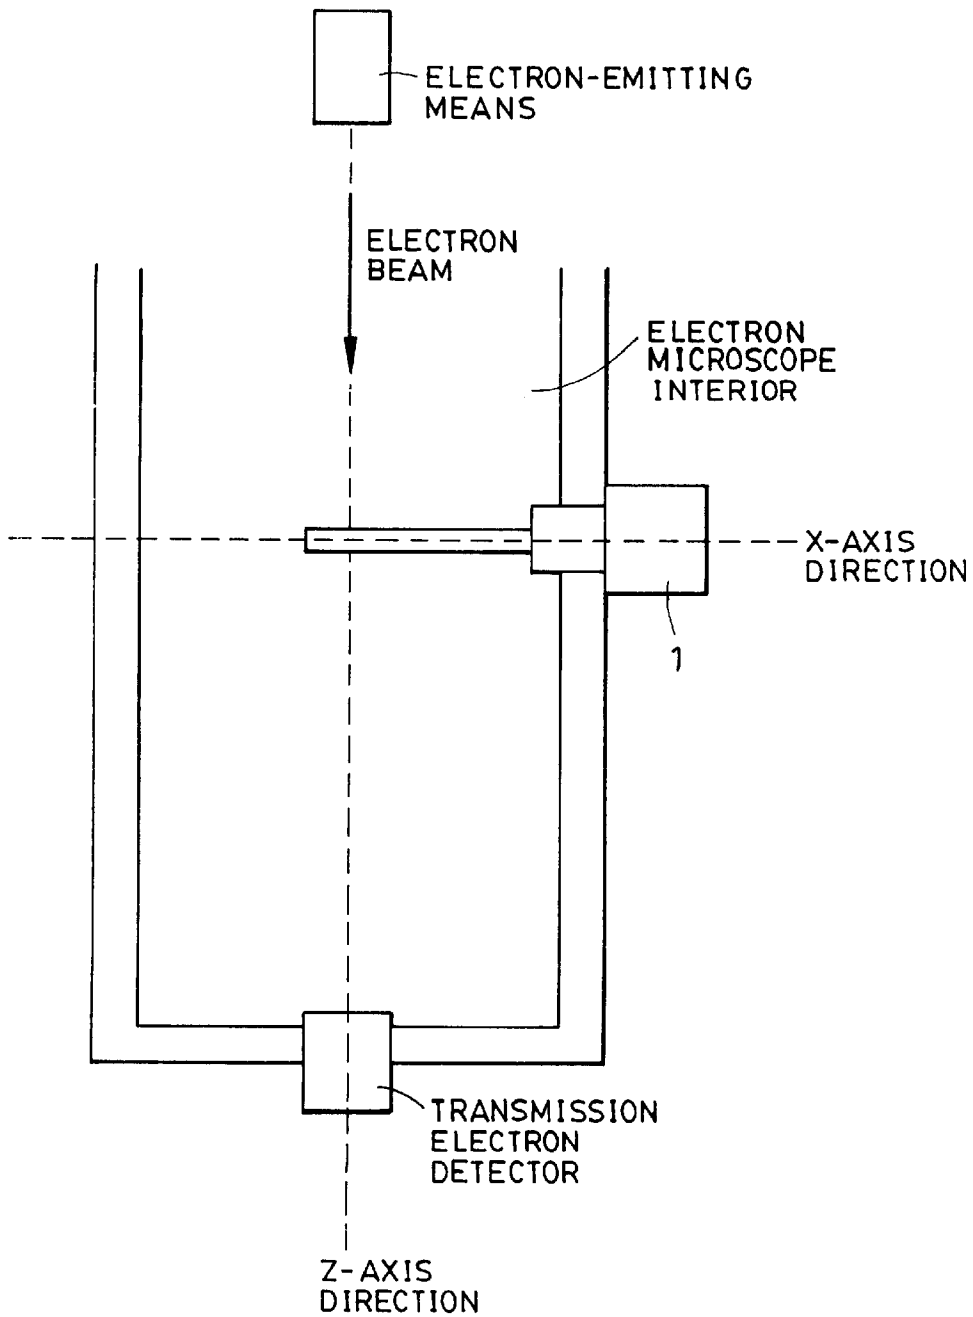 ELECTRON-EMITTING
MEANS
ELECTRON
BEAM
ELECTRON
MICROSCOPE
INTERIOR
X-AXIS
DIRECTION
1
TRANSMISSION
ELECTRON
DETECTOR
Z-AXIS
DIRECTION